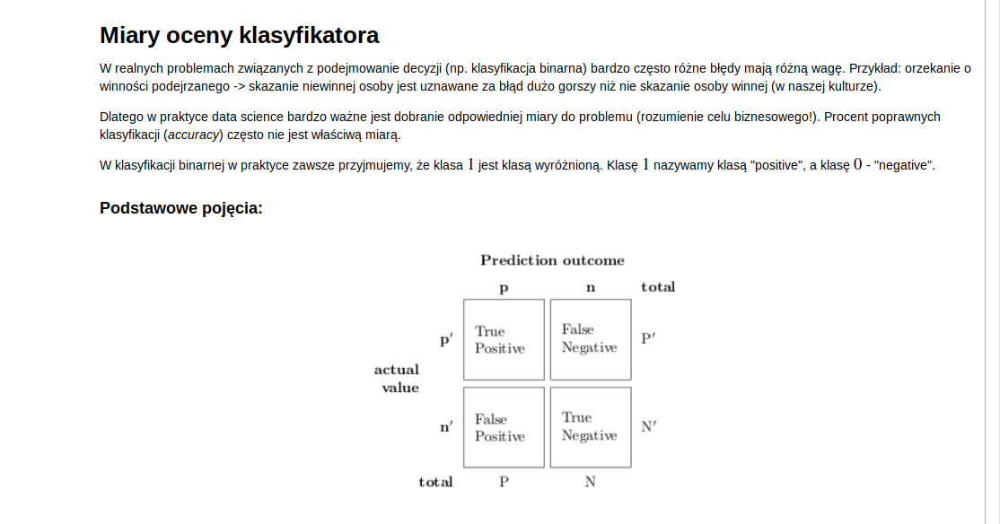 Miary oceny klasyfikatora
W realnych problemach związanych z podejmowanie decyzji (np. klasyfikacja binarna) bardzo często różne błędy mają różną wagę. Przykład: orzekanie o
winności podejrzanego -> skazanie niewinnej osoby jest uznawane za błąd dużo gorszy niż nie skazanie osoby winnej (w naszej kulturze).
Dlatego w praktyce data science bardzo ważne jest dobranie odpowiedniej miary do problemu (rozumienie celu biznesowego!). Procent poprawnych
klasyfikacji (accuracy) często nie jest właściwą miarą.
W klasyfikacji binarnej w praktyce zawsze przyjmujemy, że klasa 1 jest klasą wyróżnioną. Klasę 1 nazywamy klasą "positive", a klasę 0 - "negative".
Podstawowe pojęcia:
Prediction outcome
p n total
True False
p′ Positive Negative P′
actual
value
False True
n′ Positive Negative N′
total P N